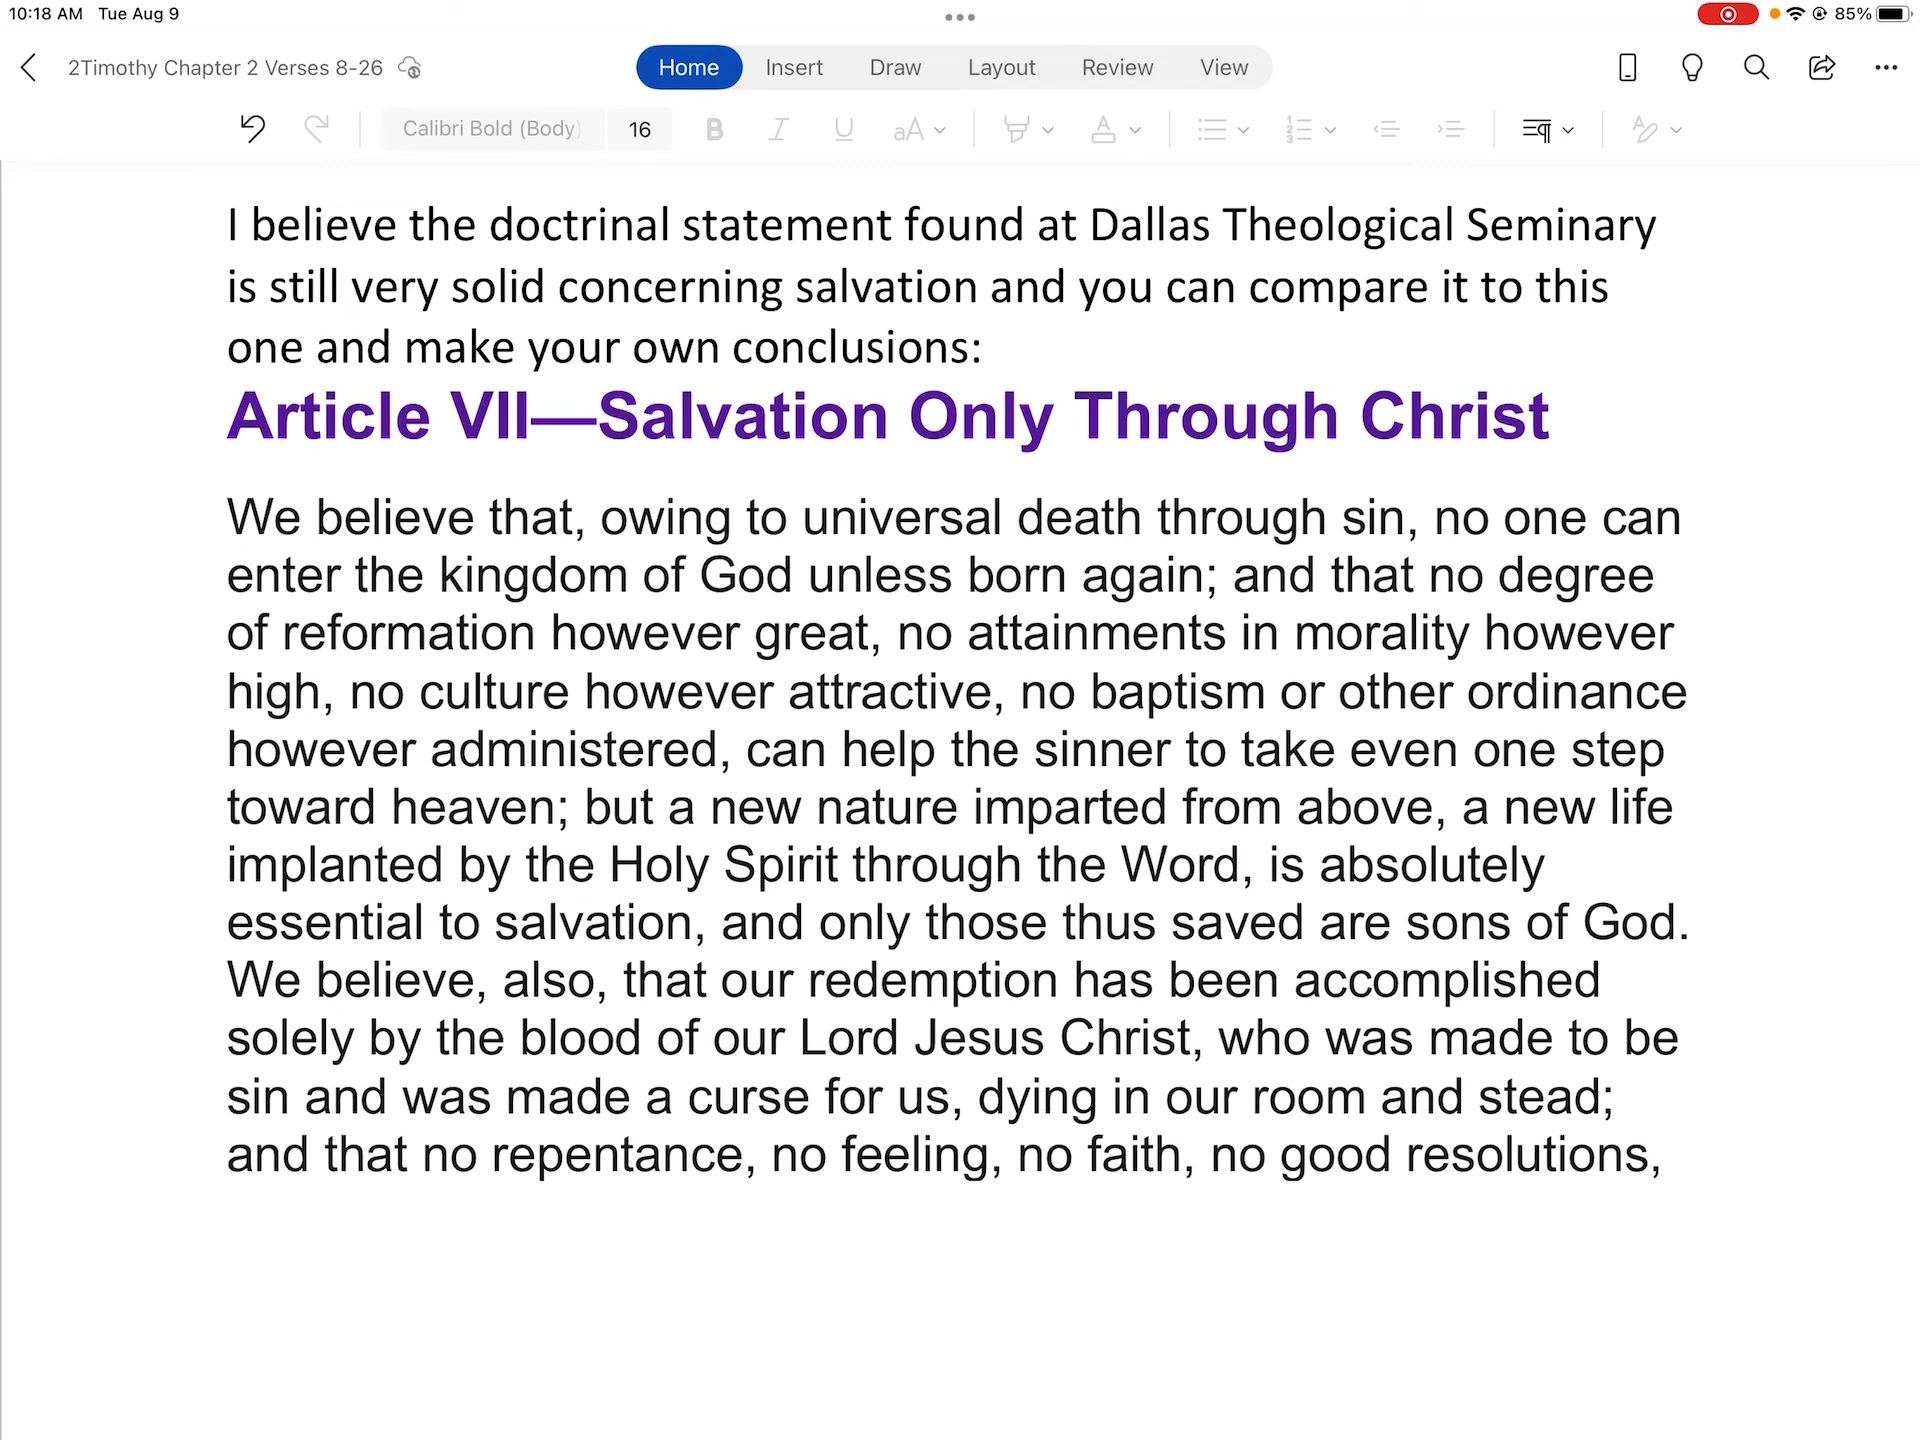 10:18 AM Tue Aug 9
85%
2Timothy Chapter 2 Verses 8-26
Home Insert Draw Layout Review View
Calibri Bold (Body) 16 B I U aA A
I believe the doctrinal statement found at Dallas Theological Seminary
is still very solid concerning salvation and you can compare it to this
one and make your own conclusions:
Article VII—Salvation Only Through Christ
We believe that, owing to universal death through sin, no one can
enter the kingdom of God unless born again; and that no degree
of reformation however great, no attainments in morality however
high, no culture however attractive, no baptism or other ordinance
however administered, can help the sinner to take even one step
toward heaven; but a new nature imparted from above, a new life
implanted by the Holy Spirit through the Word, is absolutely
essential to salvation, and only those thus saved are sons of God.
We believe, also, that our redemption has been accomplished
solely by the blood of our Lord Jesus Christ, who was made to be
sin and was made a curse for us, dying in our room and stead;
and that no repentance, no feeling, no faith, no good resolutions,